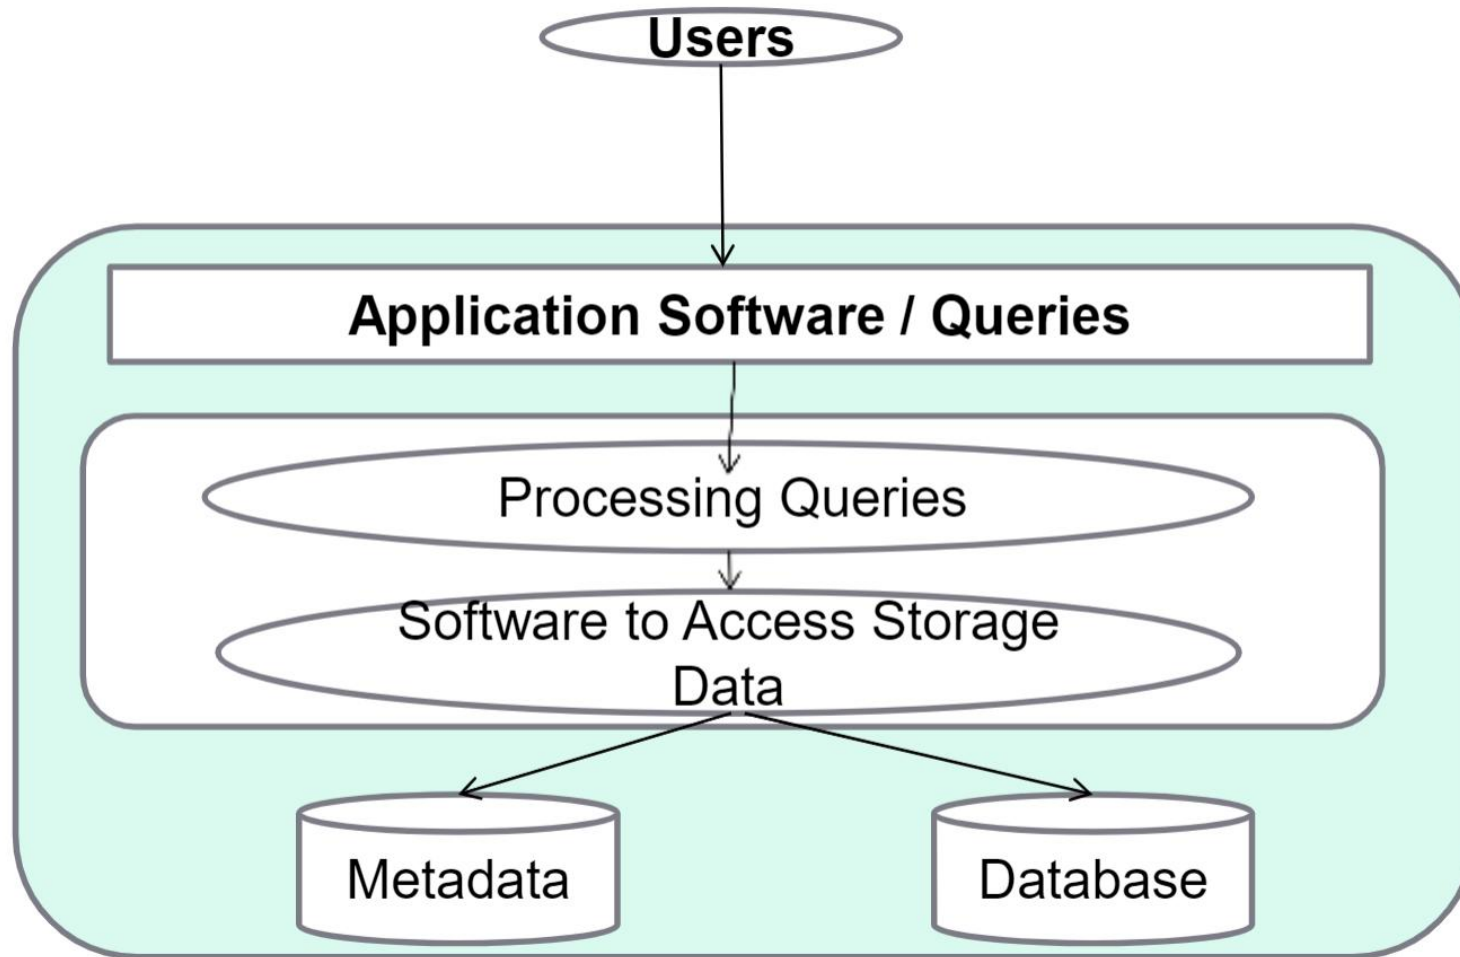 Users
Application Software / Queries
Processing Queries
Software to Access Storage
Data
Metadata
Database